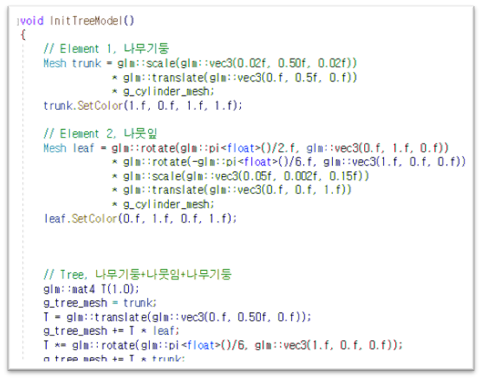 void InitTreeModel()
{
// Element 1, 나무기둥
Mesh trunk = glm::scale(glm::vec3(0.02f, 0.50f, 0.02f))
* glm::translate(glm::vec3(0.f, 0.5f, 0.f))
* g_cylinder_mesh;
trunk.SetColor(1.f, 0.f, 1.f, 1.f);
// Element 2, 나뭇잎
Mesh leaf = glm::rotate(glm::pi<float>()/2.f, glm::vec3(0.f, 1.f, 0.f))
* glm::rotate(-glm::pi<float>()/6.f, glm::vec3(1.f, 0.f, 0.f))
* glm::scale(glm::vec3(0.05f, 0.002f, 0.15f))
* glm::translate(glm::vec3(0.f, 0.f, 1.f))
* g_cylinder_mesh;
leaf.SetColor(0.f, 1.f, 0.f, 1.f);
// Tree, 나무기둥+나뭇잎+나무기둥
glm::mat4 T(1.0);
g_tree_mesh = trunk;
T = glm::translate(glm::vec3(0.f, 0.50f, 0.f));
g_tree_mesh += T * leaf;
T *= glm::rotate(glm::pi<float>()/6, glm::vec3(1.f, 0.f, 0.f));
g_tree_mesh += T * trunk;